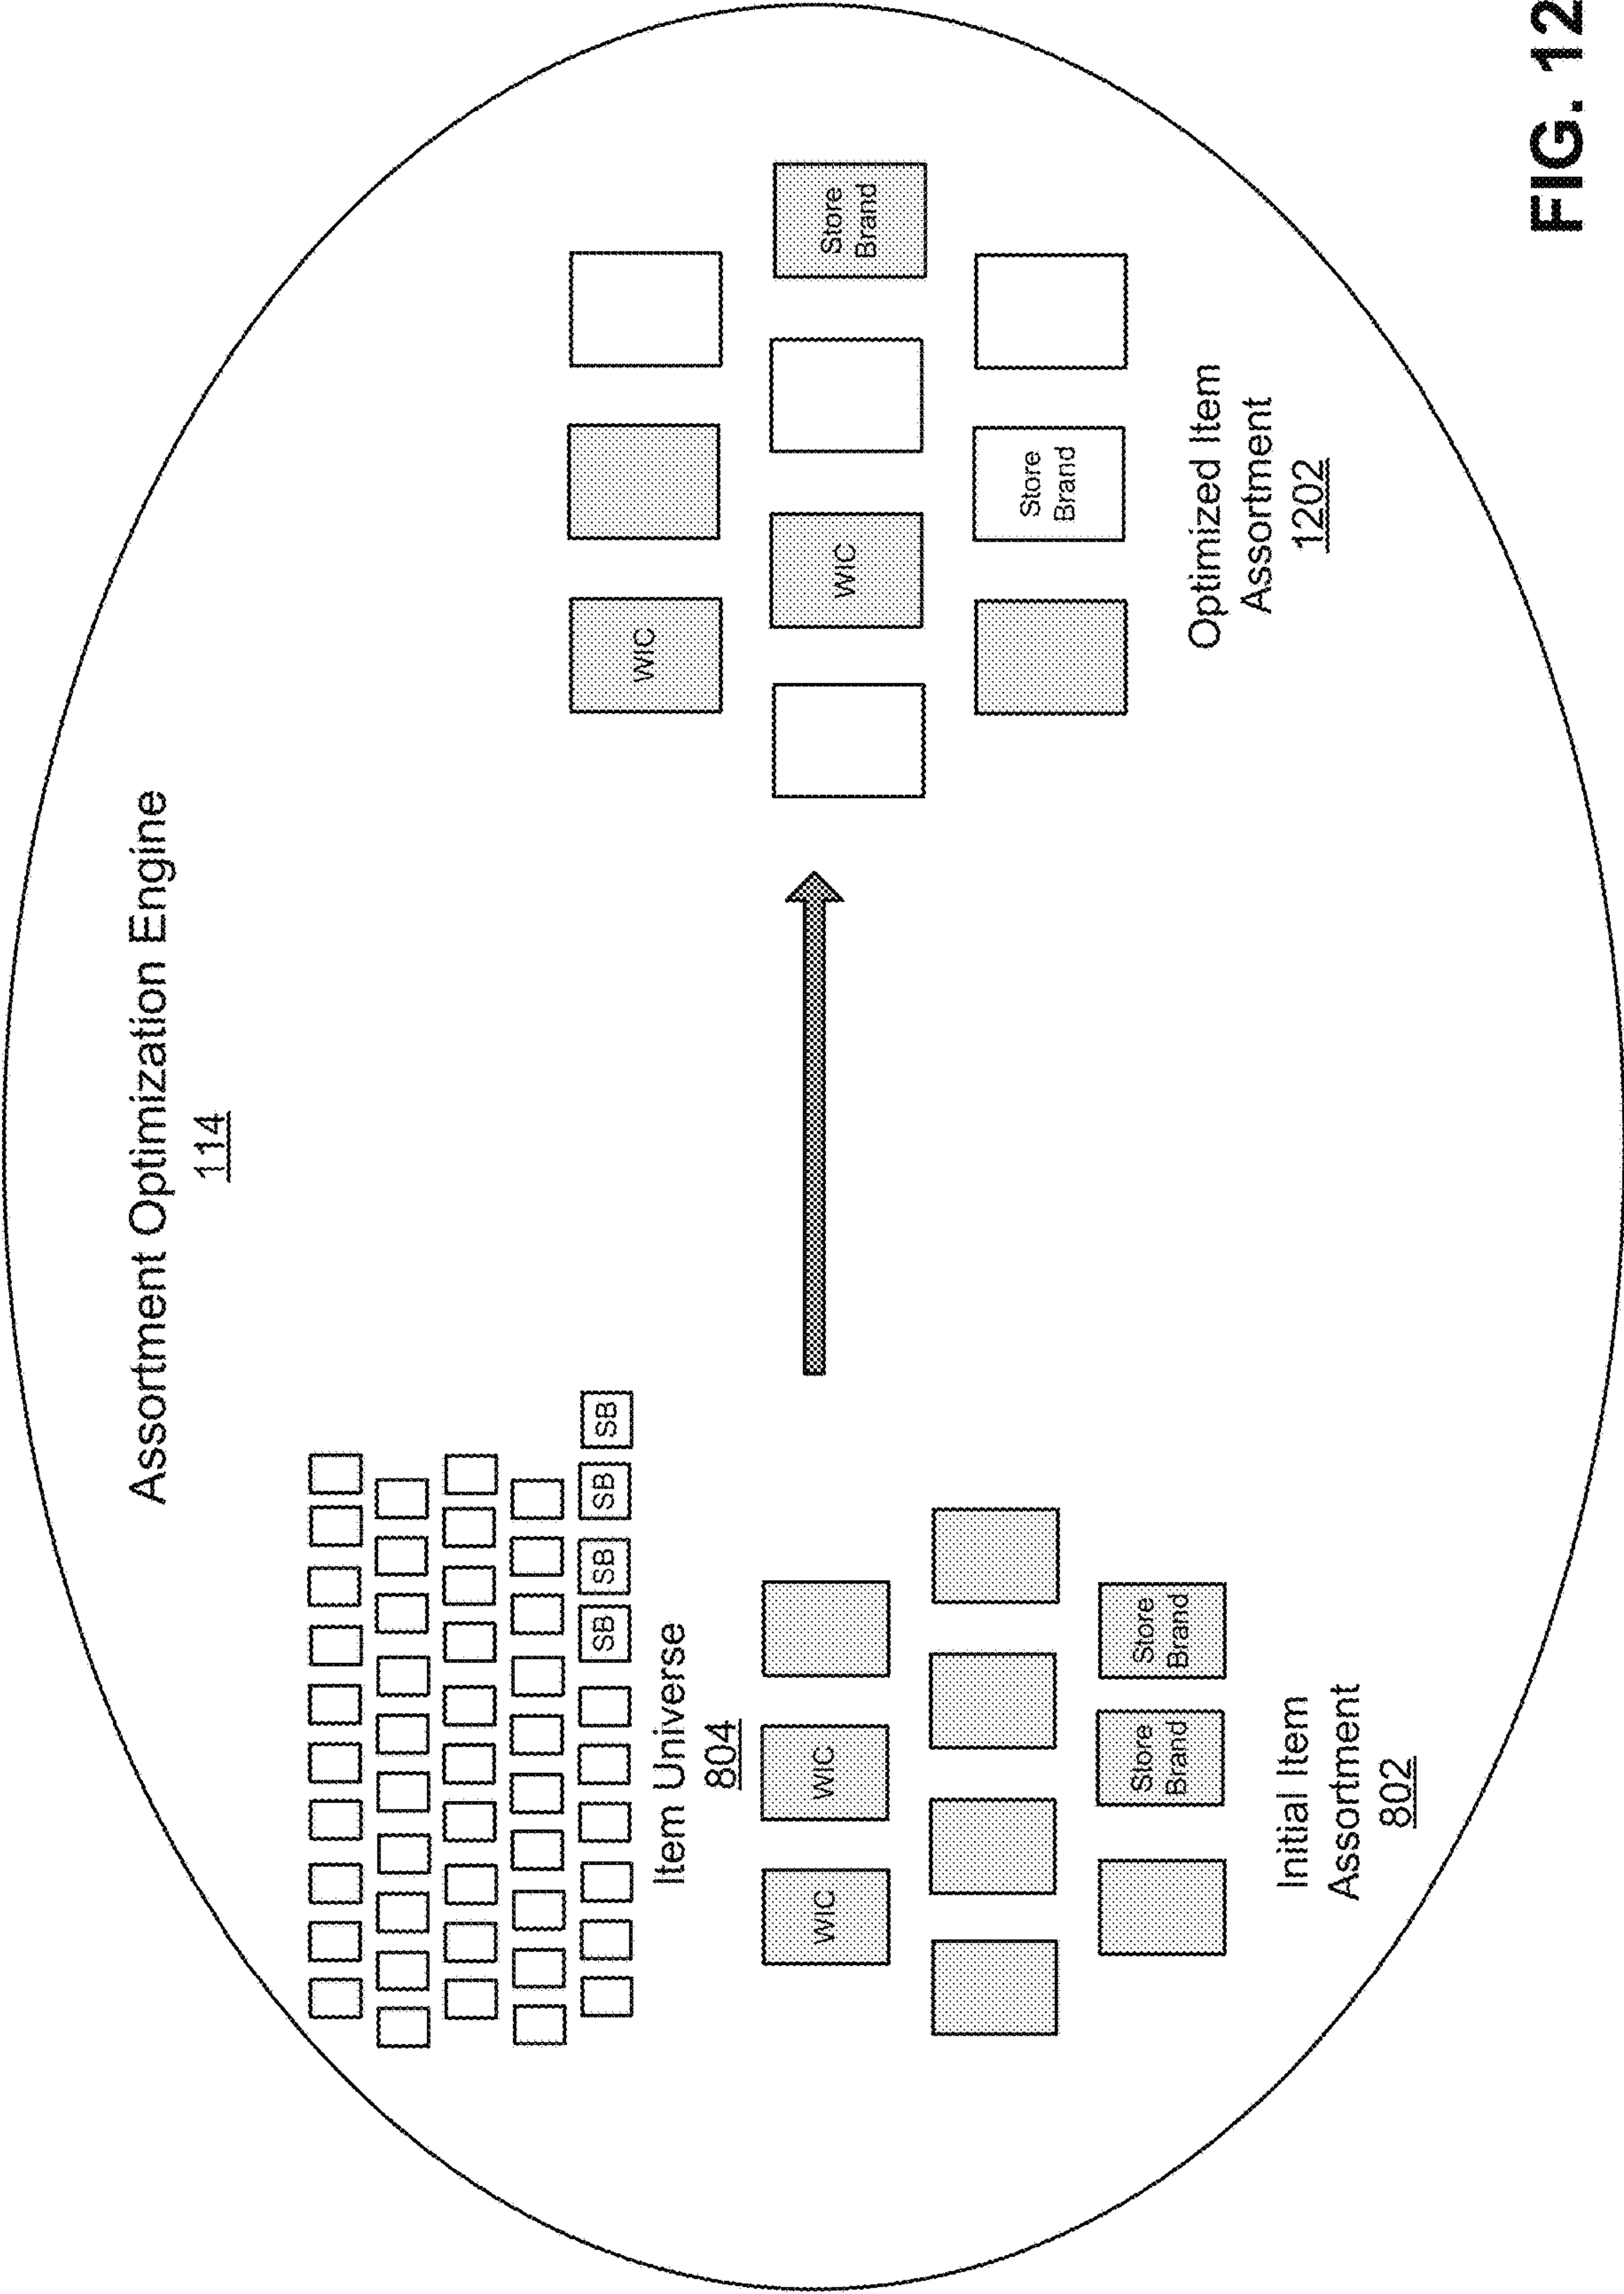 Assortment Optimization Engine
114
SB SB SB SB
Item Universe
804
WIC
WIC
Store
Brand
Store
Brand
Initial Item
Assortment
802
WIC
WIC
Store
Brand
Store
Brand
Optimized Item
Assortment
1202
FIG. 12